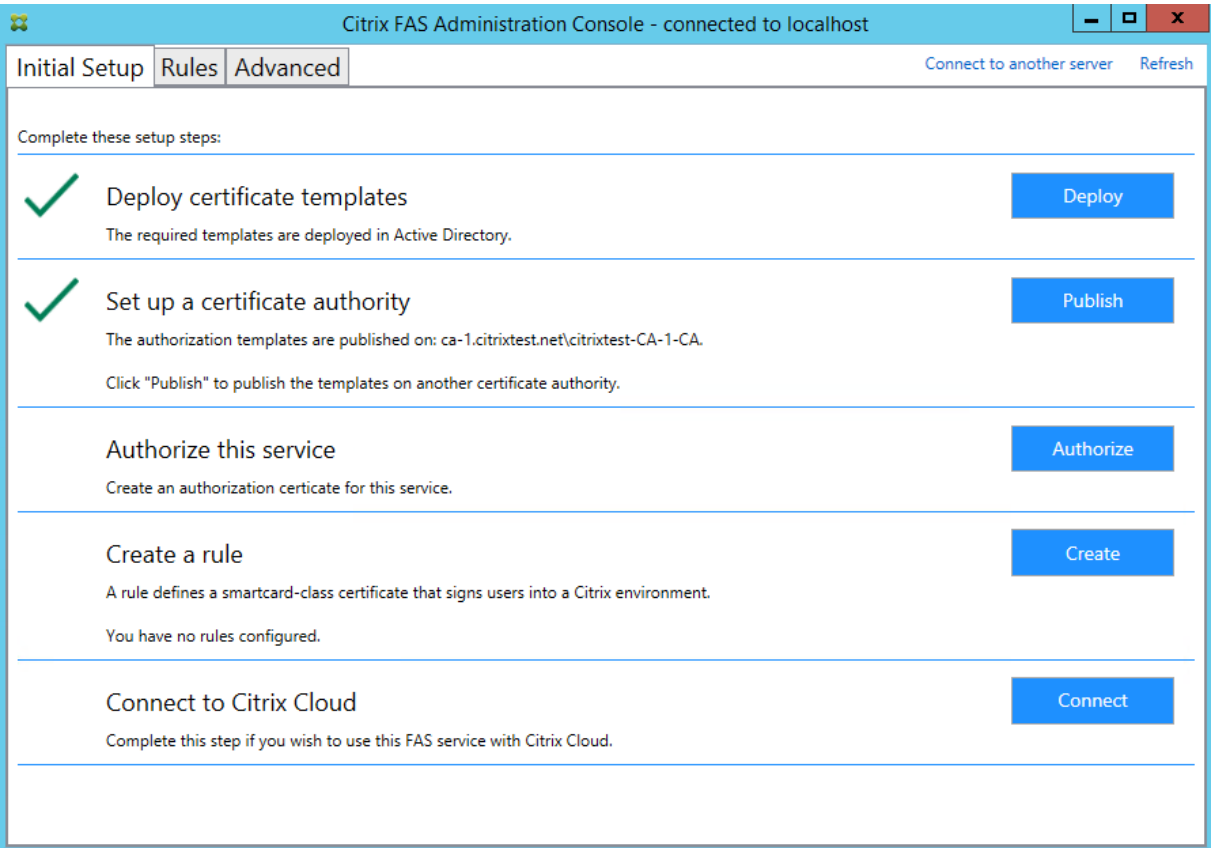 Citrix FAS Administration Console - connected to localhost
Initial Setup Rules Advanced Connect to another server Refresh
Complete these setup steps:
Deploy certificate templates Deploy
The required templates are deployed in Active Directory.
Set up a certificate authority Publish
The authorization templates are published on: ca-1.citrixtest.net\citrixtest-CA-1-CA.
Click "Publish" to publish the templates on another certificate authority.
Authorize this service Authorize
Create an authorization certicate for this service.
Create a rule Create
A rule defines a smartcard-class certificate that signs users into a Citrix environment.
You have no rules configured.
Connect to Citrix Cloud Connect
Complete this step if you wish to use this FAS service with Citrix Cloud.